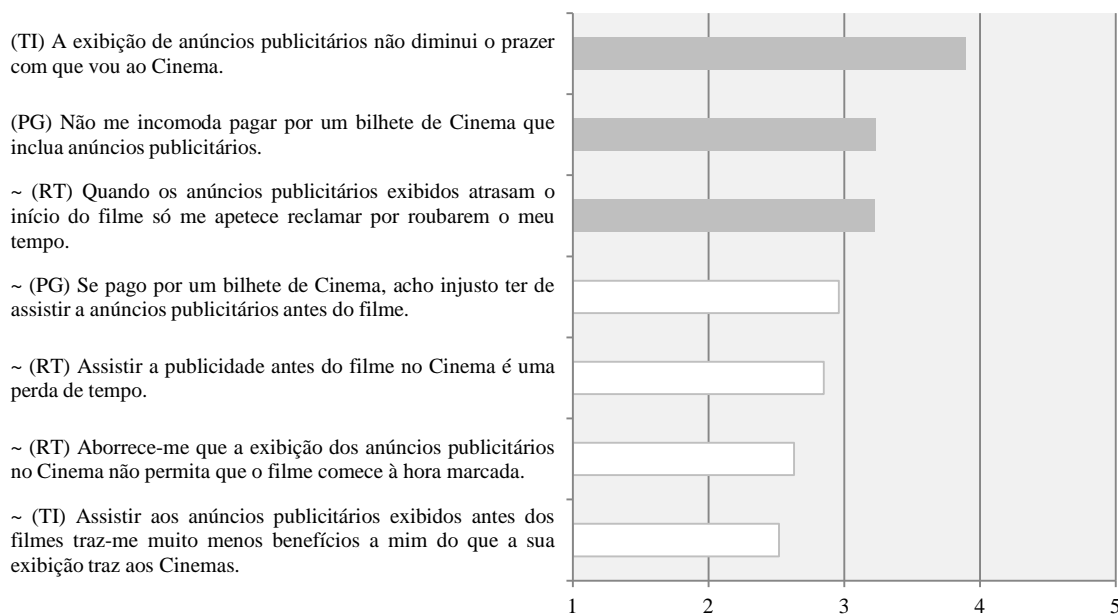 (TI) A exibição de anúncios publicitários não diminui o prazer
com que vou ao Cinema.
(PG) Não me incomoda pagar por um bilhete de Cinema que
inclua anúncios publicitários.
~ (RT) Quando os anúncios publicitários exibidos atrasam o
início do filme só me apetece reclamar por roubarem o meu
tempo.
~ (PG) Se pago por um bilhete de Cinema, acho injusto ter de
assistir a anúncios publicitários antes do filme.
~ (RT) Assistir a publicidade antes do filme no Cinema é uma
perda de tempo.
~ (RT) Aborrece-me que a exibição dos anúncios publicitários
no Cinema não permita que o filme comece à hora marcada.
~ (TI) Assistir aos anúncios publicitários exibidos antes dos
filmes traz-me muito menos benefícios a mim do que a sua
exibição traz aos Cinemas.
1 2 3 4 5